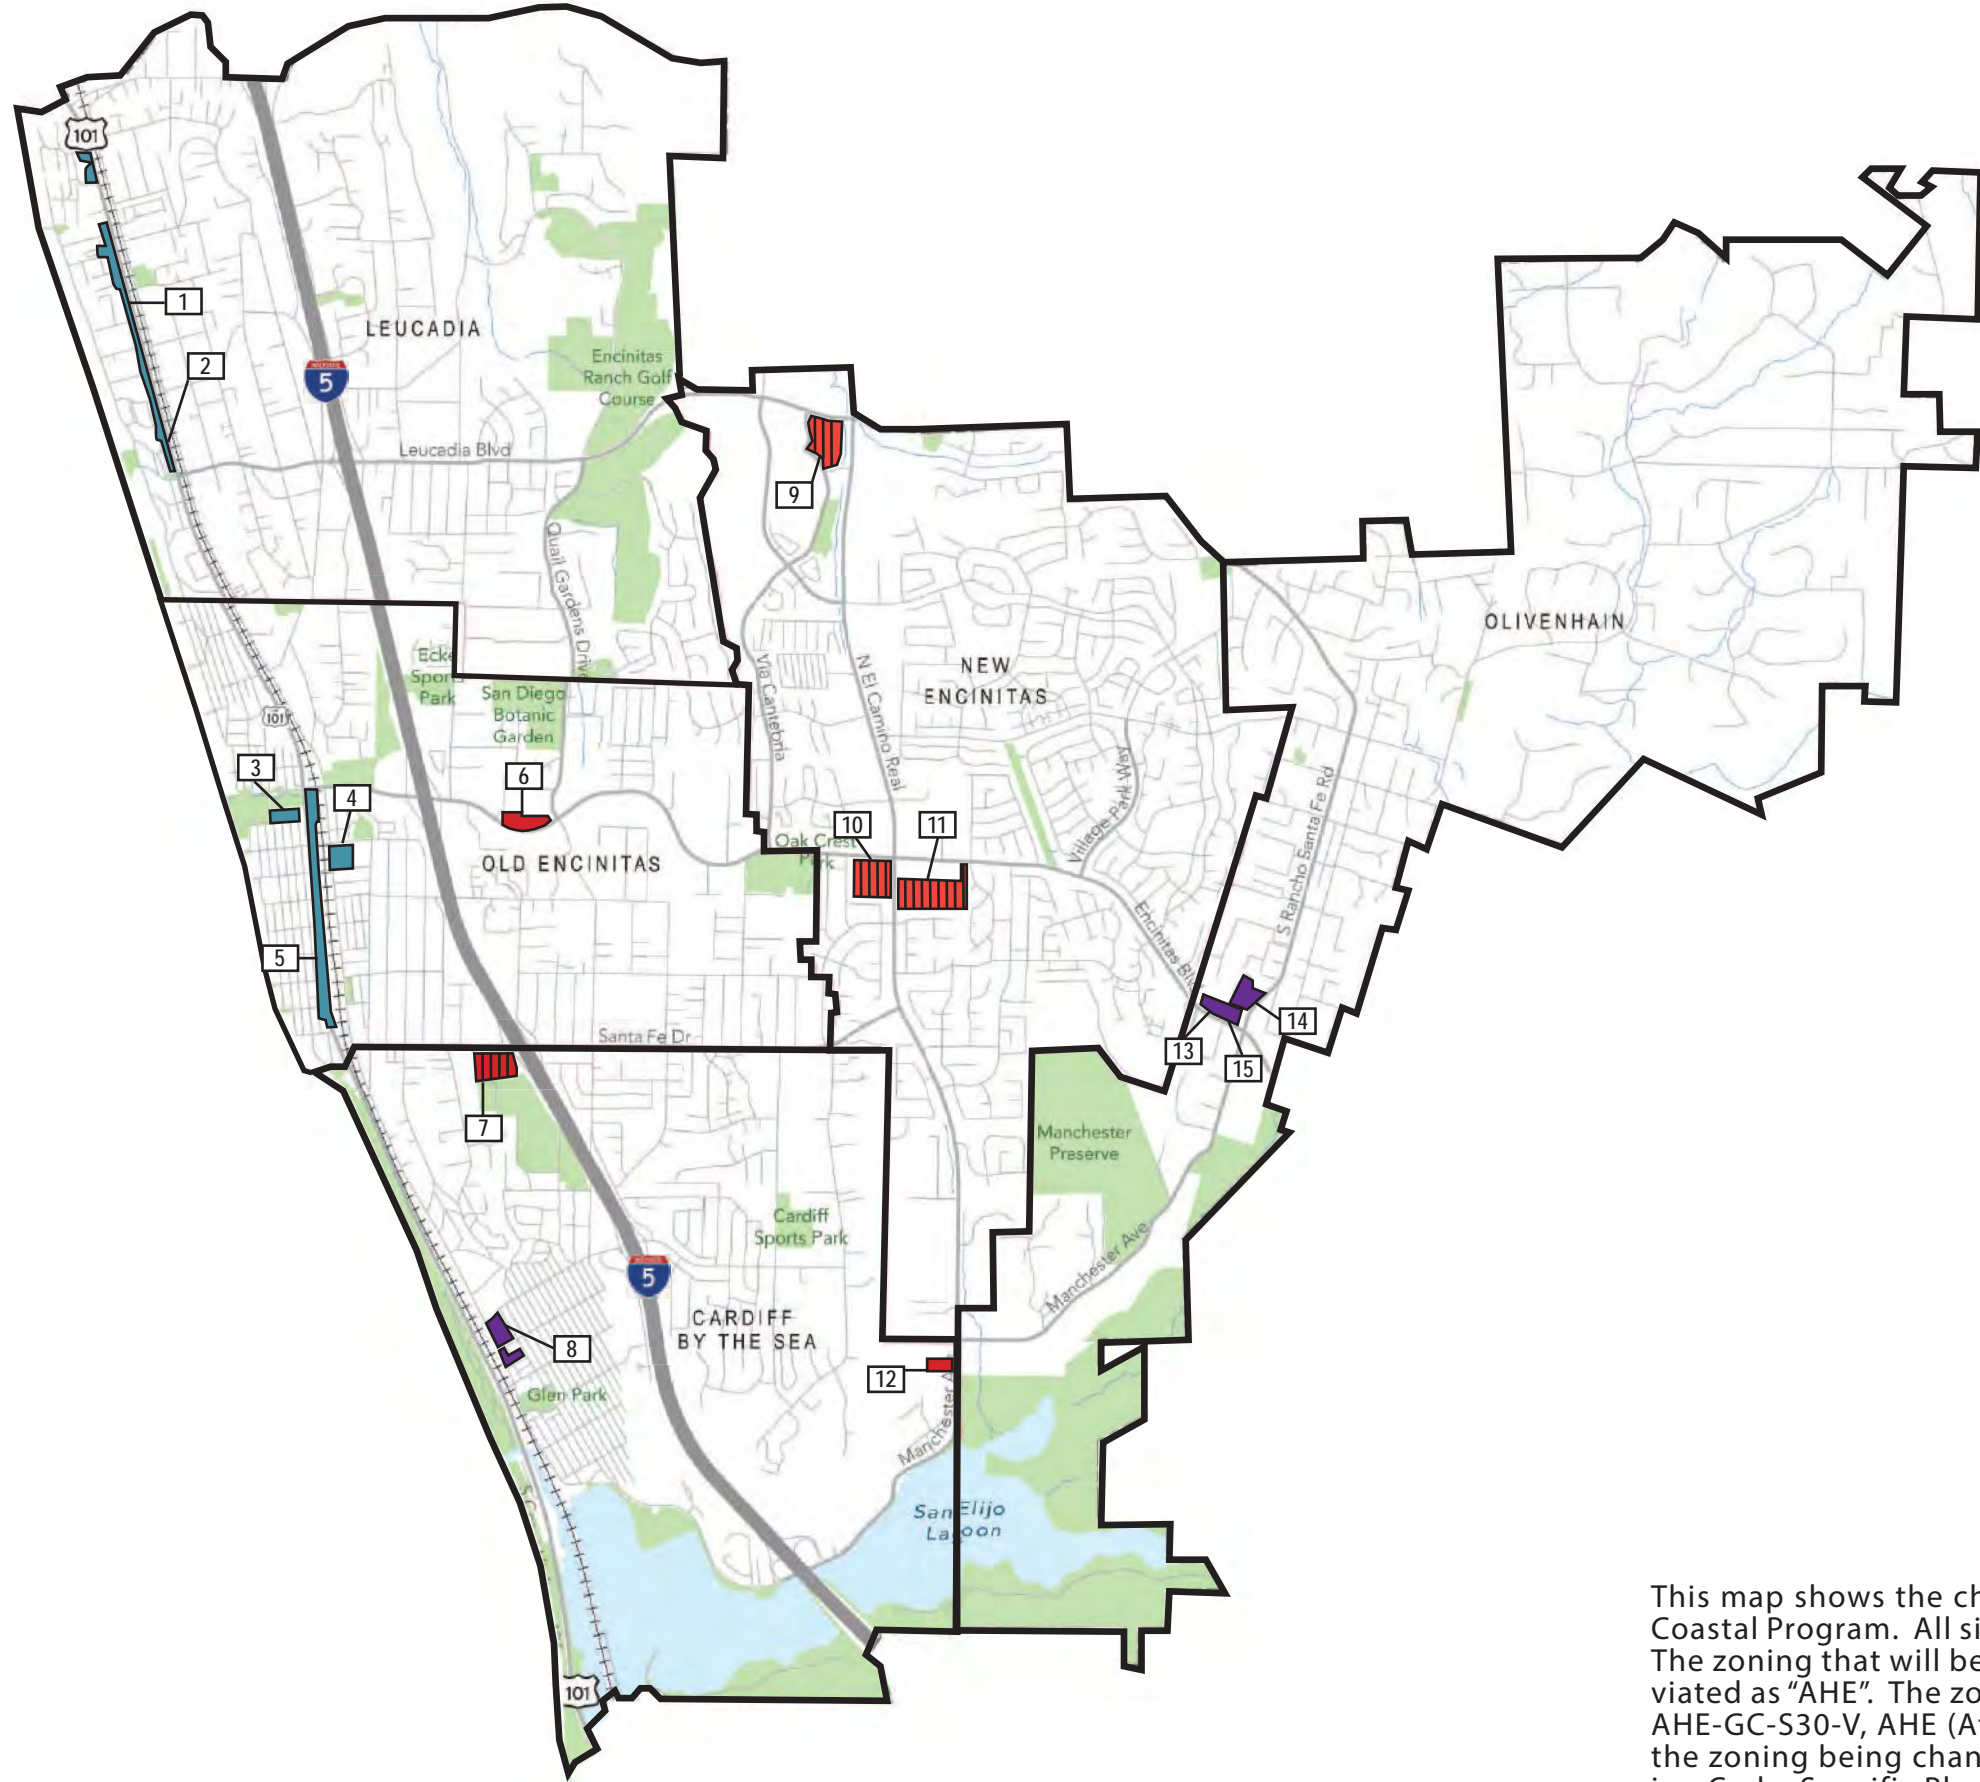 101
1
LEUCADIA
2
INTERSTATE
5
Encinitas
Ranch Golf
Course
Leucadia Blvd
9
Quail Gardens Drive
OLIVENHAIN
Ecke
Sports
Park
San Diego
Botanic
Garden
Via Cantebria
N El Camino Real
NEW
ENCINITAS
101
3
4
6
Village Park Way
S Rancho Santa Fe Rd
10
11
Oak Crest
Park
OLD ENCINITAS
Encinitas Blv
5
14
Santa Fe Dr
13
15
7
Manchester
Preserve
Cardiff
Sports Park
Manchester Ave
5
CARDIFF
BY THE SEA
8
12
Glen Park
Manchester A
San Elijo
Lagoon
101
This map shows the ch
Coastal Program. All si
The zoning that will be
viated as “AHE”. The zo
AHE-GC-S30-V, AHE (A
the zoning being chan